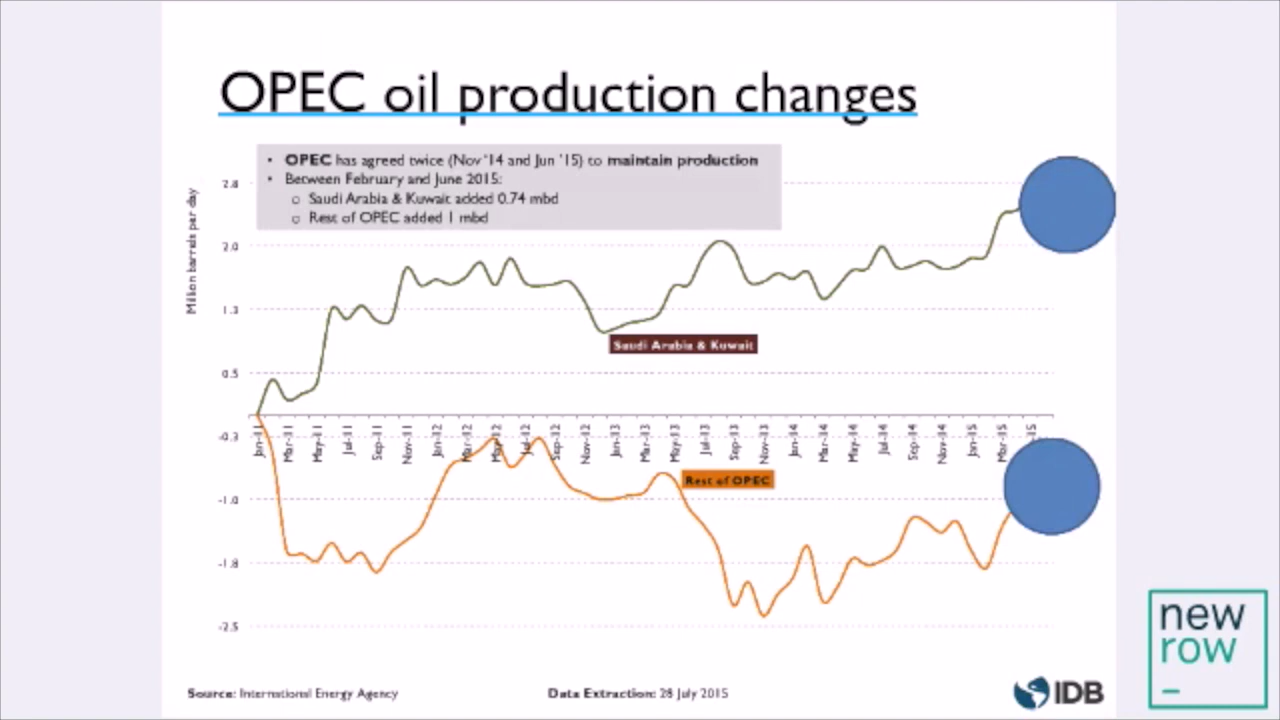 OPEC oil production changes
• OPEC has agreed twice (Nov '14 and Jun '15) to maintain production
• Between February and June 2015:
o Saudi Arabia & Kuwait added 0.74 mbd
o Rest of OPEC added 1 mbd
Million barrels per day
2.8
2.0
1.3
0.5
-0.3
-1.0
-1.8
-2.5
Saudi Arabia & Kuwait
Jan-11 Mar-11 May-11 Jul-11 Sep-11 Nov-11 Jan-12 Mar-12 May-12 Jul-12 Sep-12 Nov-12 Jan-13 Mar-13 May-13 Jul-13 Sep-13 Nov-13 Jan-14 Mar-14 May-14 Jul-14 Sep-14 Nov-14 Jan-15 Mar-15
Rest of OPEC
Source: International Energy Agency
Data Extraction: 28 July 2015
IDB
new
row